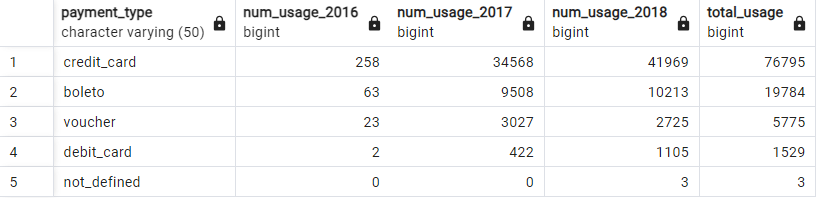 payment_type num_usage_2016 num_usage_2017 num_usage_2018 total_usage
character varying (50) bigint bigint bigint bigint
1 credit_card 258 34568 41969 76795
2 boleto 63 9508 10213 19784
3 voucher 23 3027 2725 5775
4 debit_card 2 422 1105 1529
5 not_defined 0 0 3 3